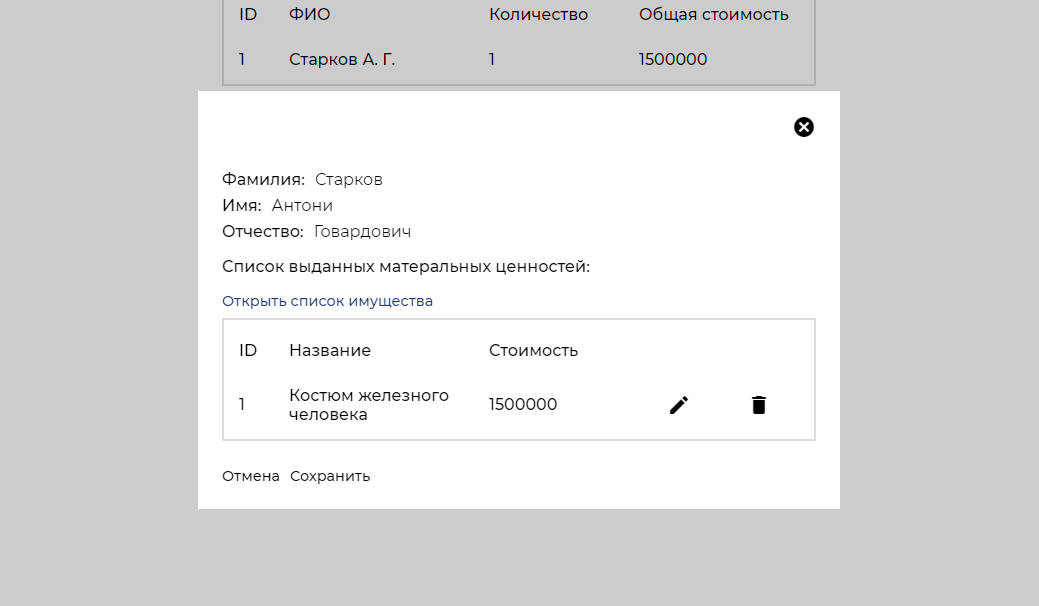 ID ФИО Количество Общая стоимость
1 Старков А. Г. 1 1500000
Фамилия: Старков
Имя: Антони
Отчество: Говардович
Список выданных матеральных ценностей:
Открыть список имущества
ID Название Стоимость
1 Костюм железного человека 1500000
Отмена Сохранить